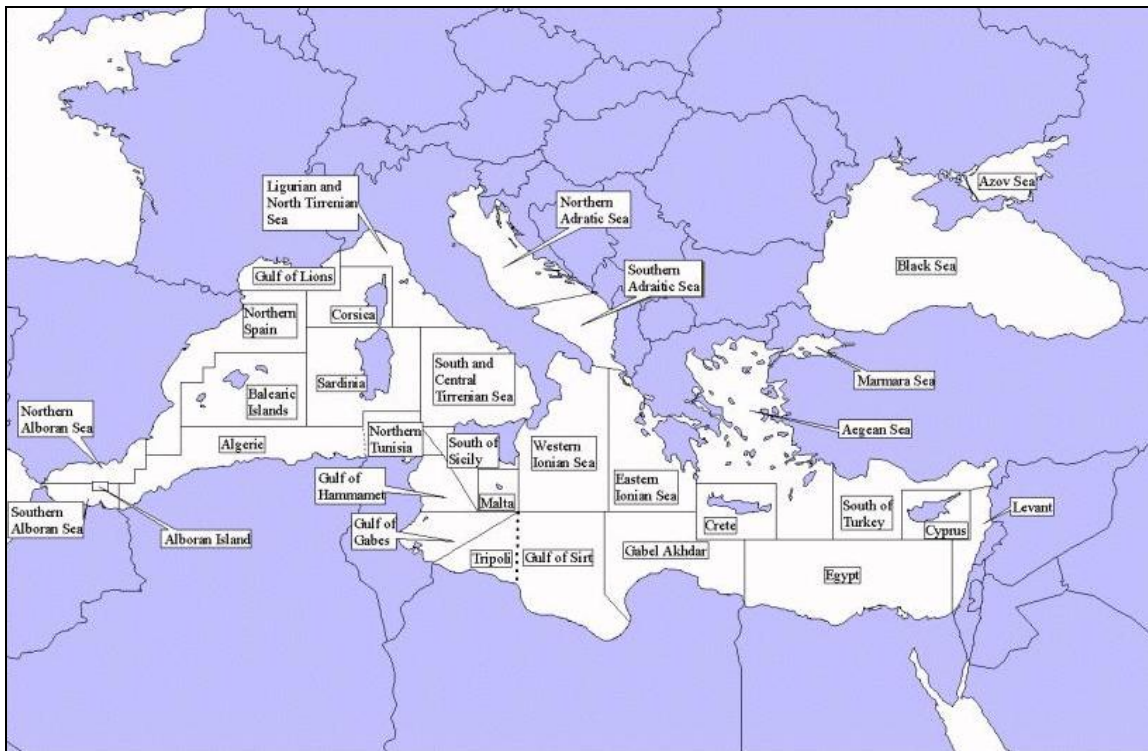 Azov Sea
Ligurian and
North Tirrenian
Sea
Northern
Adratic Sea
Black Sea
Southern
Adraitic Sea
Gulf of Lions
Corsica
Northern
Spain
Marmara Sea
South and
Central
Tirrenian Sea
Sardinia
Balearic
Islands
Northern
Alboran Sea
Aegean Sea
Algerie
Northern
Tunisia
South of
Sicily
Western
Ionian Sea
Gulf of
Hammamet
Malta
Eastern
Ionian Sea
Southern
Alboran Sea
Alboran Island
Gulf of
Gabes
Crete
South of
Turkey
Cyprus
Levant
Tripoli
Gulf of Sirt
Gabel Akhdar
Egypt